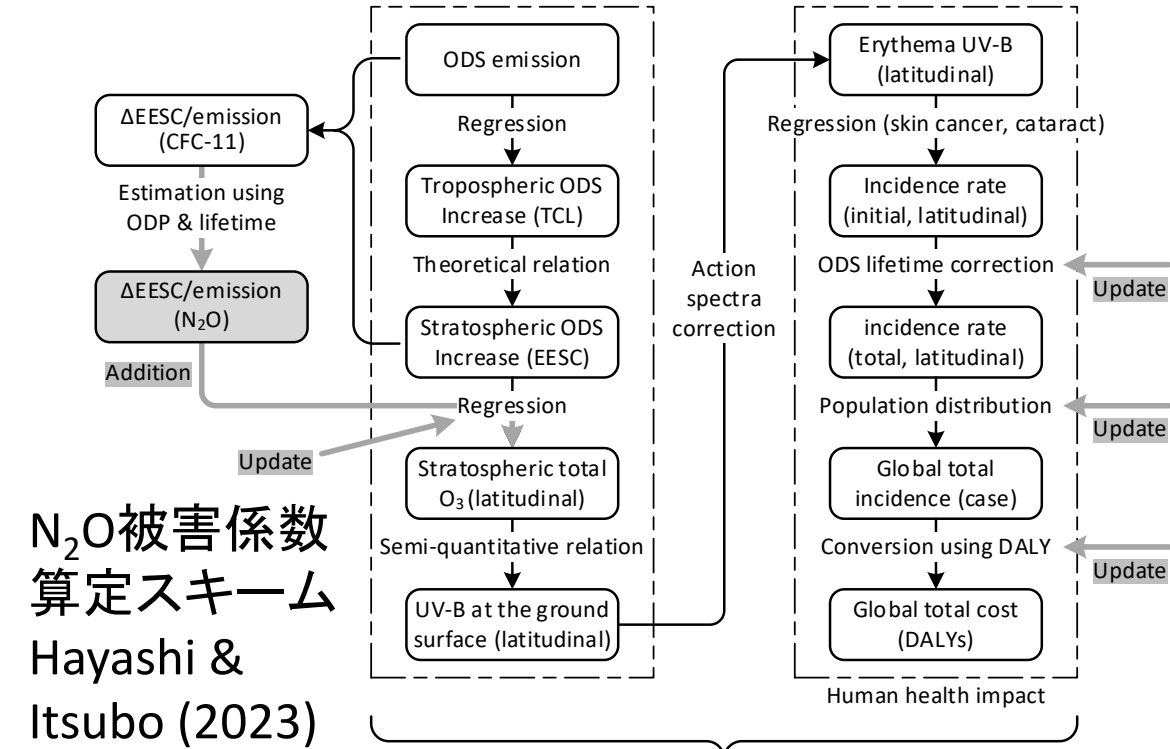 ODS emission
Regression
Tropospheric ODS
Increase (TCL)
Theoretical relation
Stratospheric ODS
Increase (EESC)
Regression
Stratospheric total
O₃ (latitudinal)
Semi-quantitative relation
UV-B at the ground
surface (latitudinal)
ΔEESC/emission
(CFC-11)
Estimation using
ODP & lifetime
ΔEESC/emission
(N₂O)
Addition
Update
Action
spectra
correction
Erythema UV-B
(latitudinal)
Regression (skin cancer, cataract)
Incidence rate
(initial, latitudinal)
ODS lifetime correction
Update
incidence rate
(total, latitudinal)
Population distribution
Update
Global total
incidence (case)
Conversion using DALY
Update
Global total cost
(DALYs)
Human health impact
N₂O被害係数
算定スキーム
Hayashi &
Itsubo (2023)